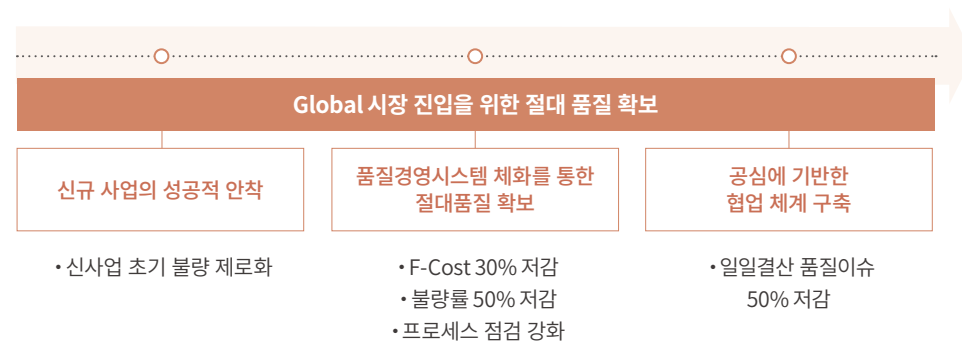 Global 시장 진입을 위한 절대 품질 확보
신규 사업의 성공적 안착
• 신사업 초기 불량 제로화
품질경영시스템 체화를 통한
절대품질 확보
• F-Cost 30% 저감
• 불량률 50% 저감
• 프로세스 점검 강화
공심에 기반한
협업 체계 구축
• 일일결산 품질이슈
50% 저감